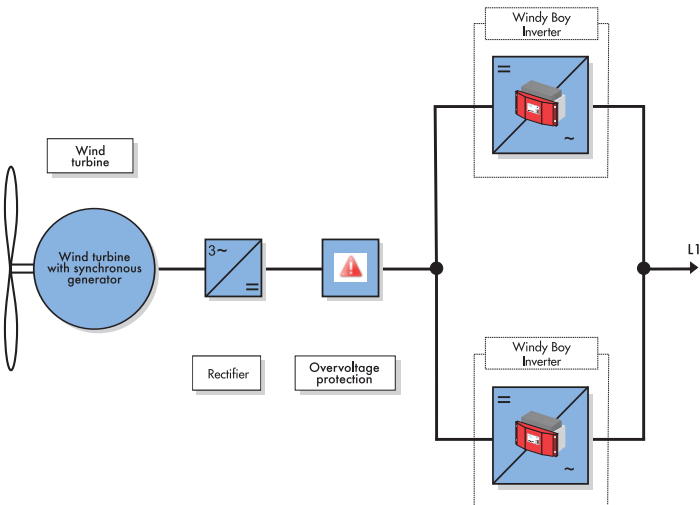 Windy Boy
Inverter
=
~
Wind
turbine
Wind turbine
with synchronous
generator
3~
=
L1
Rectifier
Overvoltage
protection
Windy Boy
Inverter
=
~